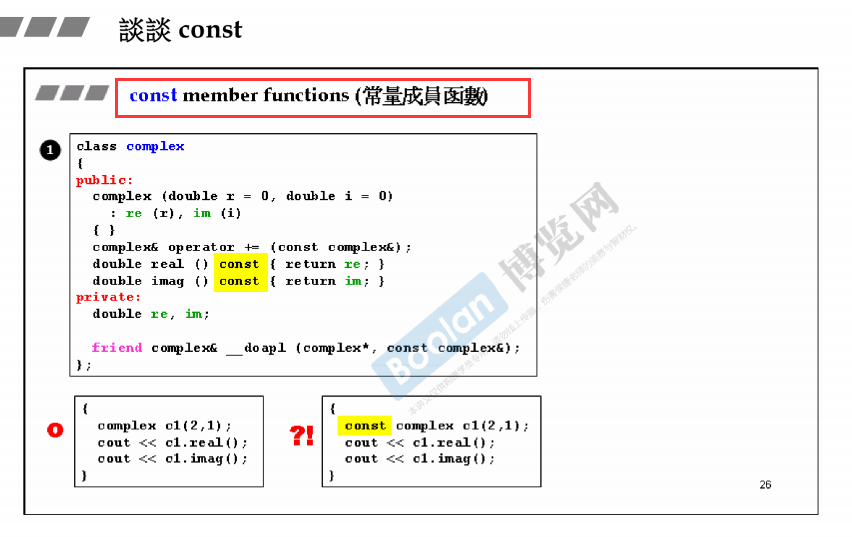 談談 const
const member functions (常量成員函數)
1
class complex
{
public:
complex (double r = 0, double i = 0)
: re (r), im (i)
{ }
complex& operator += (const complex&);
double real () const { return re; }
double imag () const { return im; }
private:
double re, im;
friend complex& __doapl (complex*, const complex&);
};
{
complex c1(2,1);
cout << c1.real();
cout << c1.imag();
}
?!
{
const complex c1(2,1);
cout << c1.real();
cout << c1.imag();
}
26
Boolan 博览网